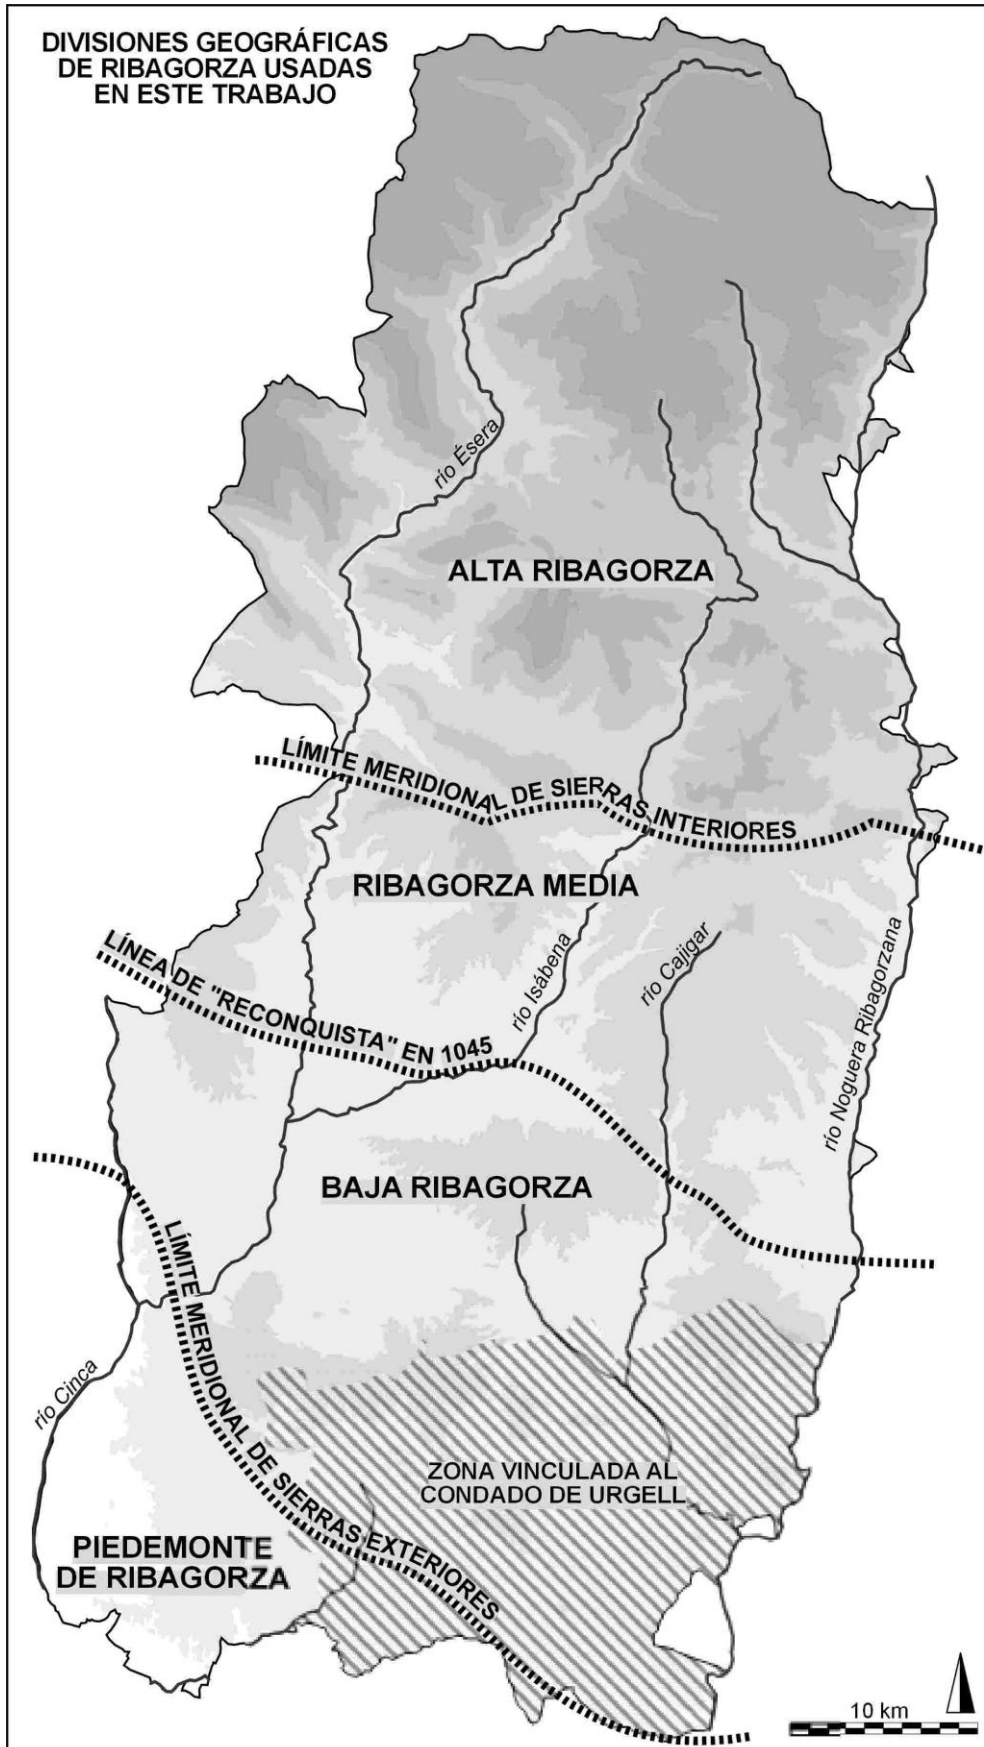 DIVISIONES GEOGRÁFICAS
DE RIBAGORZA USADAS
EN ESTE TRABAJO
río Ésera
ALTA RIBAGORZA
LÍMITE MERIDIONAL DE SIERRAS INTERIORES
RIBAGORZA MEDIA
río Isábena
río Cajigar
río Noguera Ribagorzana
LÍNEA DE "RECONQUISTA" EN 1045
BAJA RIBAGORZA
LÍMITE MERIDIONAL DE SIERRAS EXTERIORES
río Cinca
ZONA VINCULADA AL
CONDADO DE URGELL
PIEDEMONTE
DE RIBAGORZA
10 km